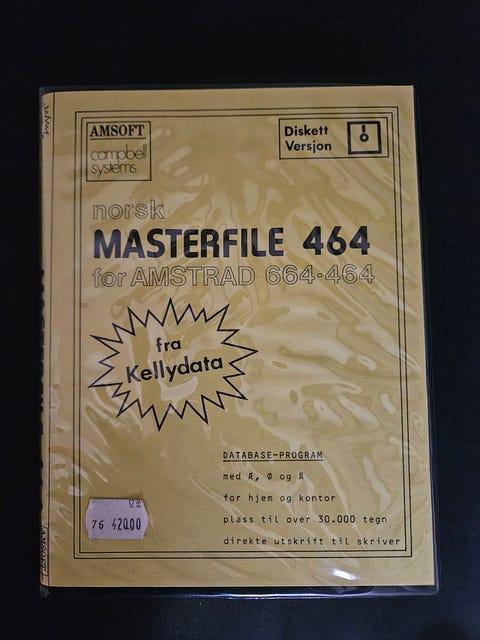 AMSOFT
campbell
systems
Diskett
Versjon
norsk
MASTERFILE 464
for AMSTRAD 664·464
fra
Kellydata
DATABASE-PROGRAM
med Æ, Ø og Å
for hjem og kontor
plass til over 30.000 tegn
direkte utskrift til skriver
76 42000